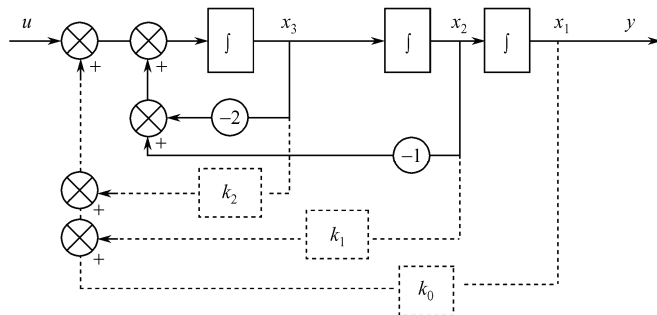 u + + ∫ x₃ ∫ x₂ ∫ x₁ y
+ −2
+ −1
+ k₂
+ k₁
k₀